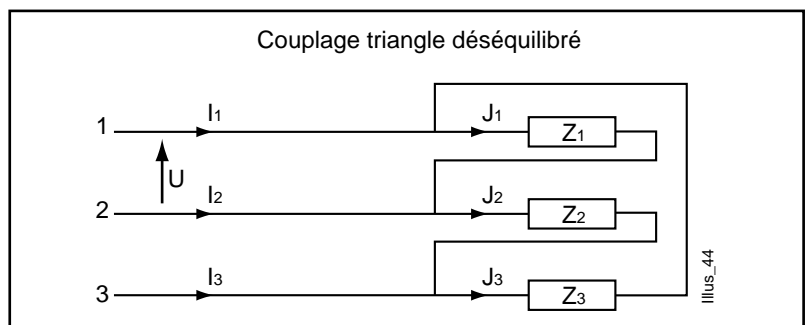 Couplage triangle déséquilibré
1 I1 J1 Z1
U
2 I2 J2 Z2
3 I3 J3 Z3
Illus_44